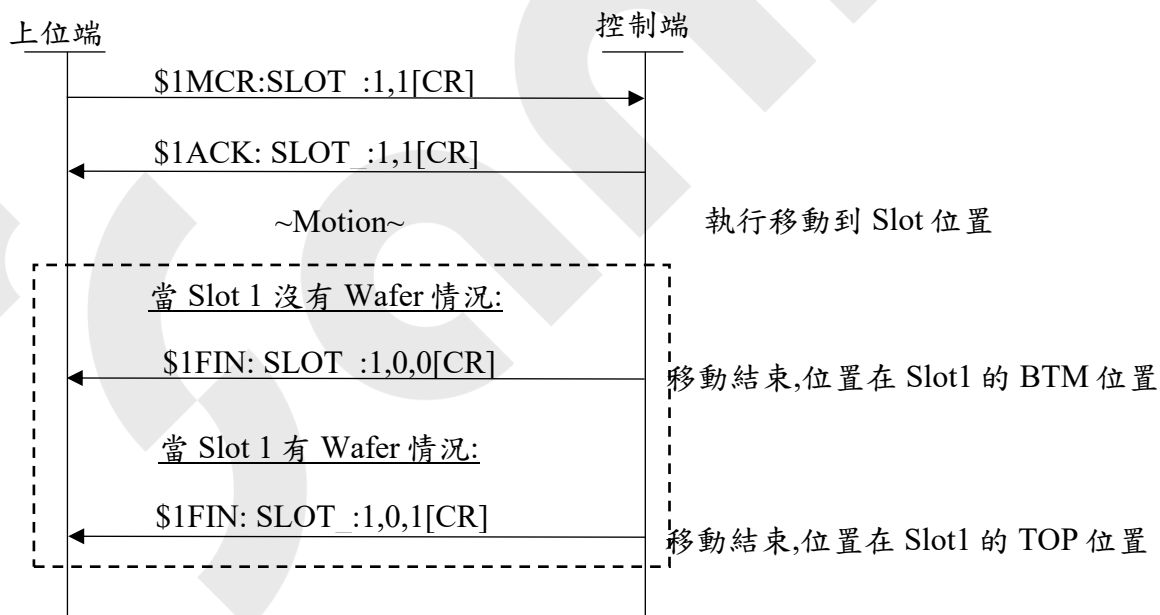 上位端
控制端
$1MCR:SLOT_:1,1[CR]
$1ACK: SLOT_:1,1[CR]
~Motion~
執行移動到 Slot 位置
當 Slot 1 沒有 Wafer 情況:
$1FIN: SLOT_:1,0,0[CR]
移動結束,位置在 Slot1 的 BTM 位置
當 Slot 1 有 Wafer 情況:
$1FIN: SLOT_:1,0,1[CR]
移動結束,位置在 Slot1 的 TOP 位置